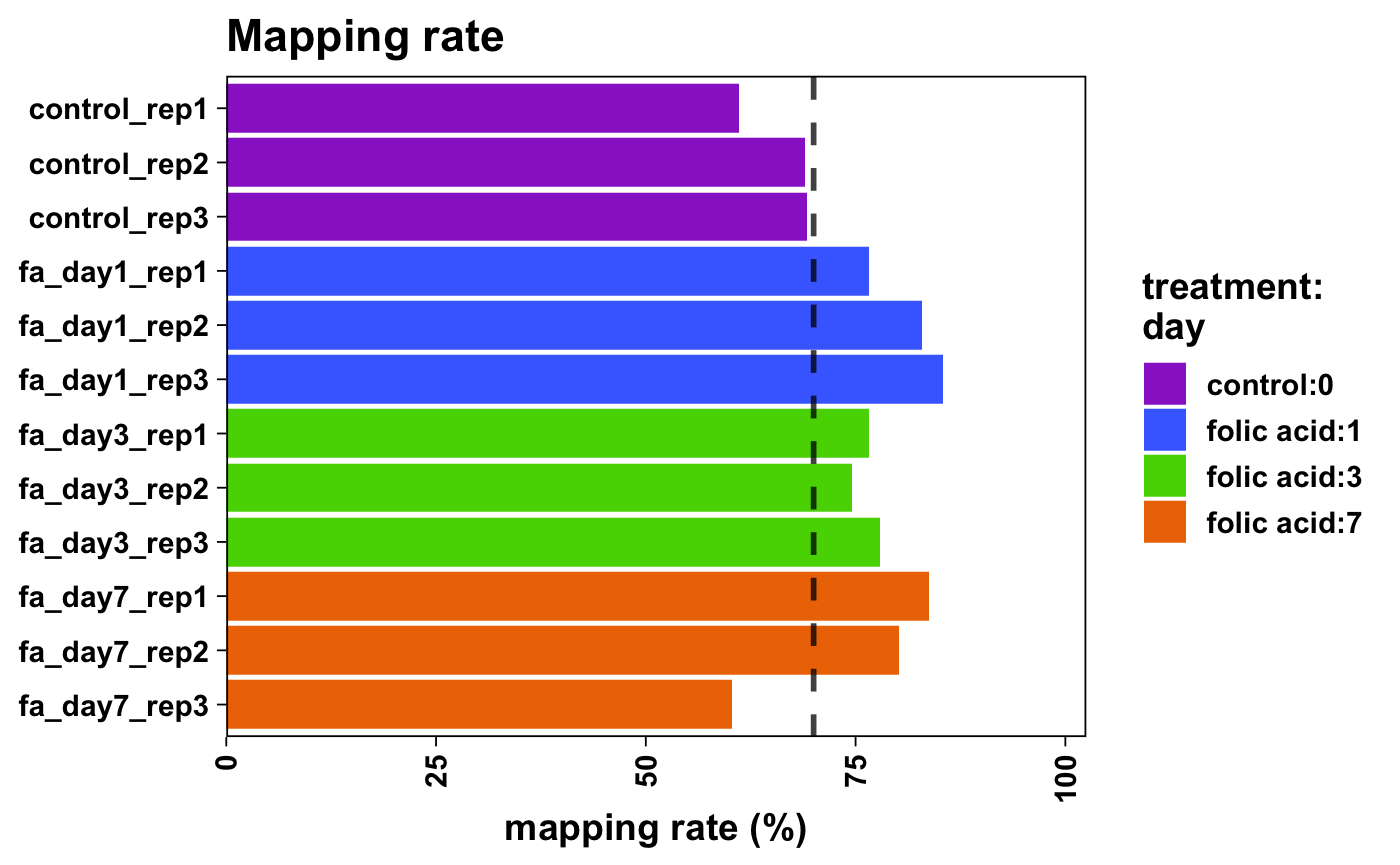 Mapping rate
control_rep1
control_rep2
control_rep3
fa_day1_rep1
fa_day1_rep2
fa_day1_rep3
fa_day3_rep1
fa_day3_rep2
fa_day3_rep3
fa_day7_rep1
fa_day7_rep2
fa_day7_rep3
0
25
50
75
100
mapping rate (%)
treatment:
day
control:0
folic acid:1
folic acid:3
folic acid:7